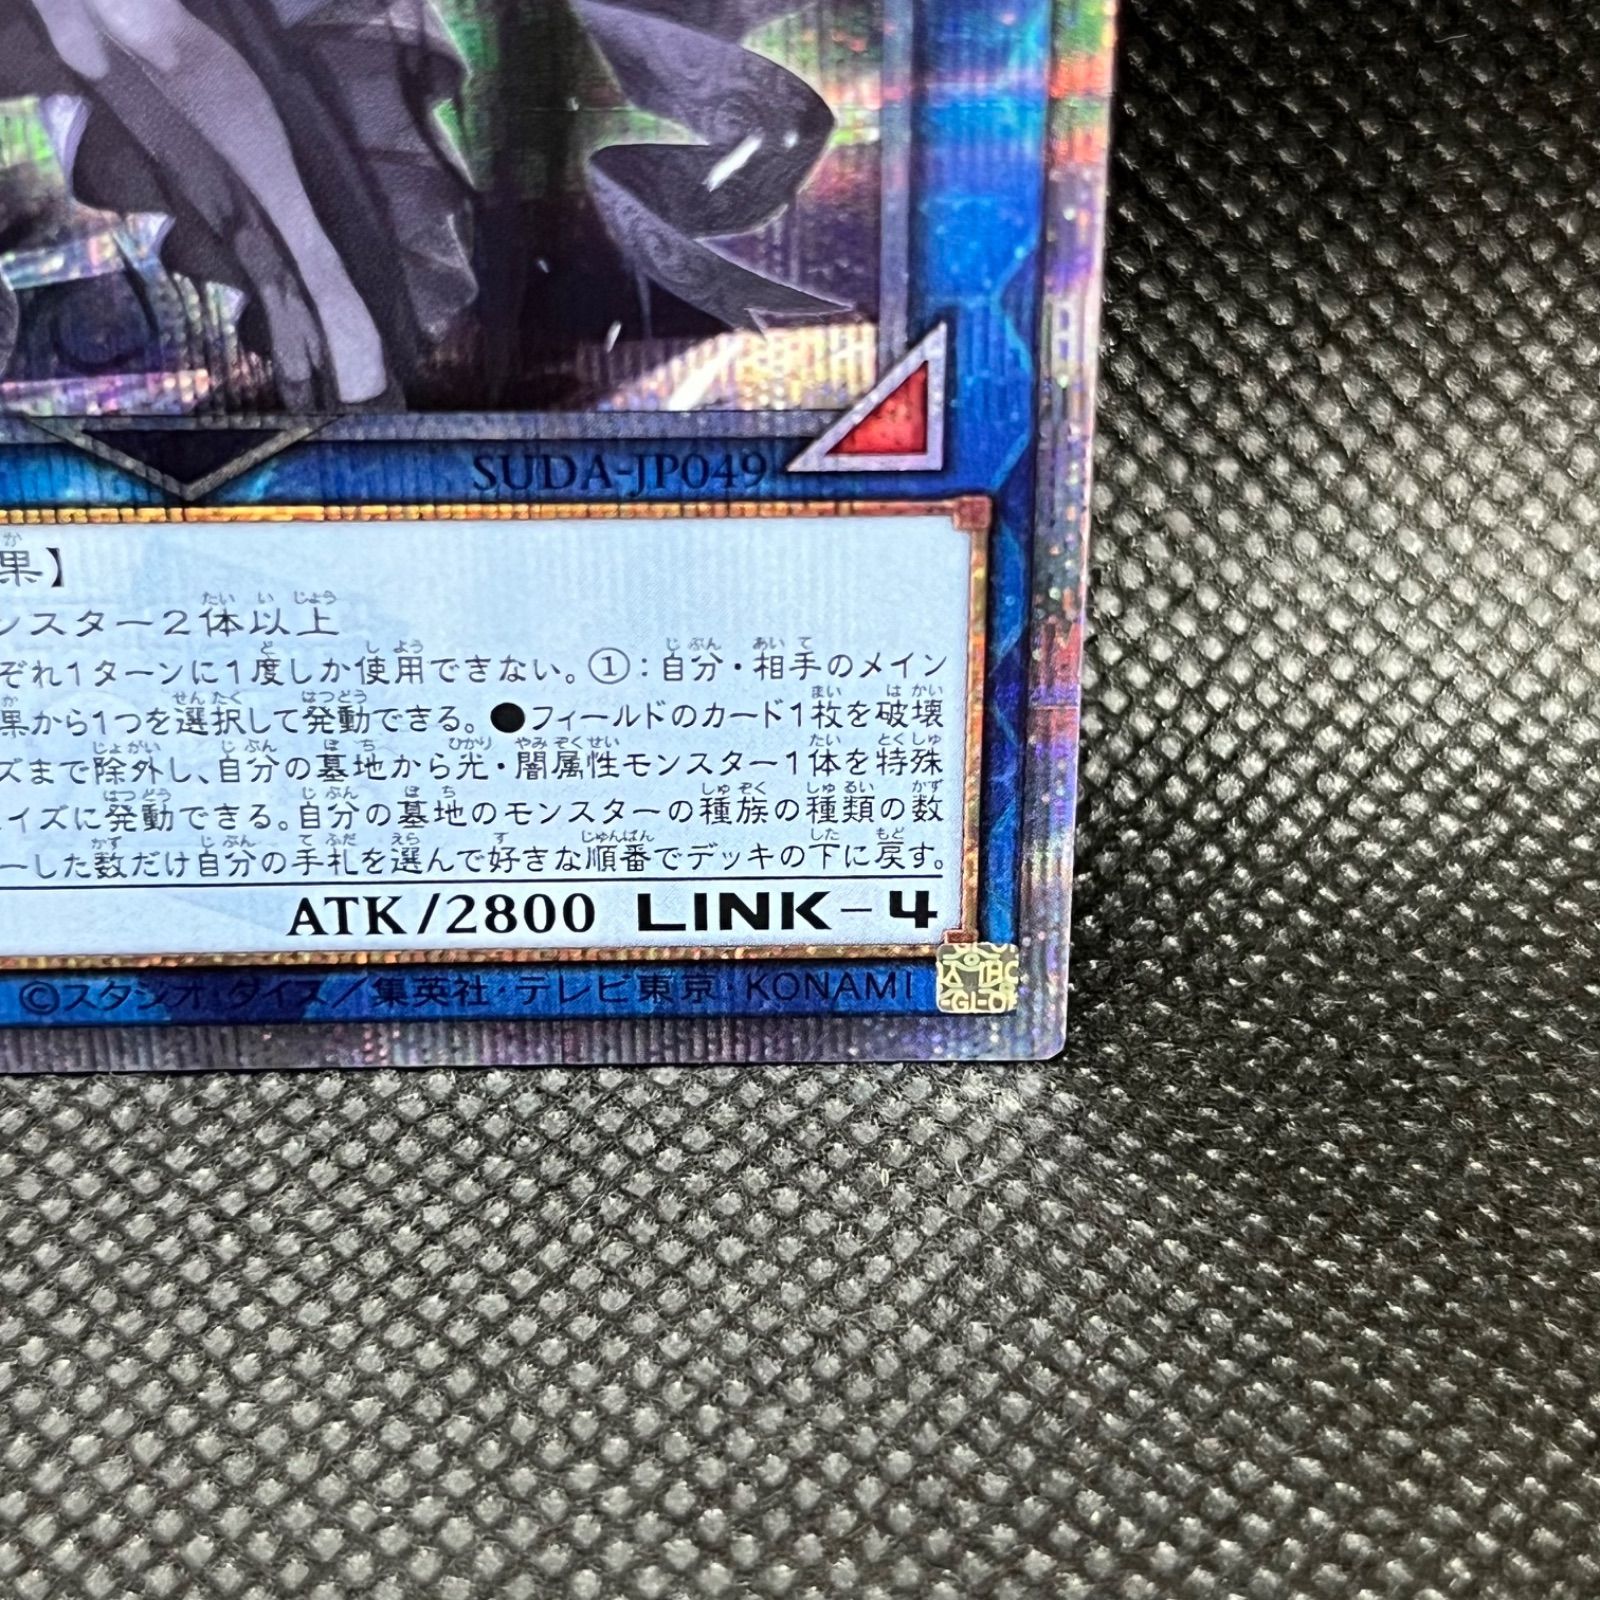 SUDA-JP049
果】
ンスター2体以上
ぞれ1ターンに1度しか使用できない。①：自分・相手のメイン
果から1つを選択して発動できる。●フィールドのカード1枚を破壊
ズまで除外し、自分の墓地から光・闇属性モンスター1体を特殊
イズに発動できる。自分の墓地のモンスターの種族の種類の数
ーした数だけ自分の手札を選んで好きな順番でデッキの下に戻す。
ATK/2800 LINK-4
©スタジオ・ダイス／集英社・テレビ東京・KONAMI